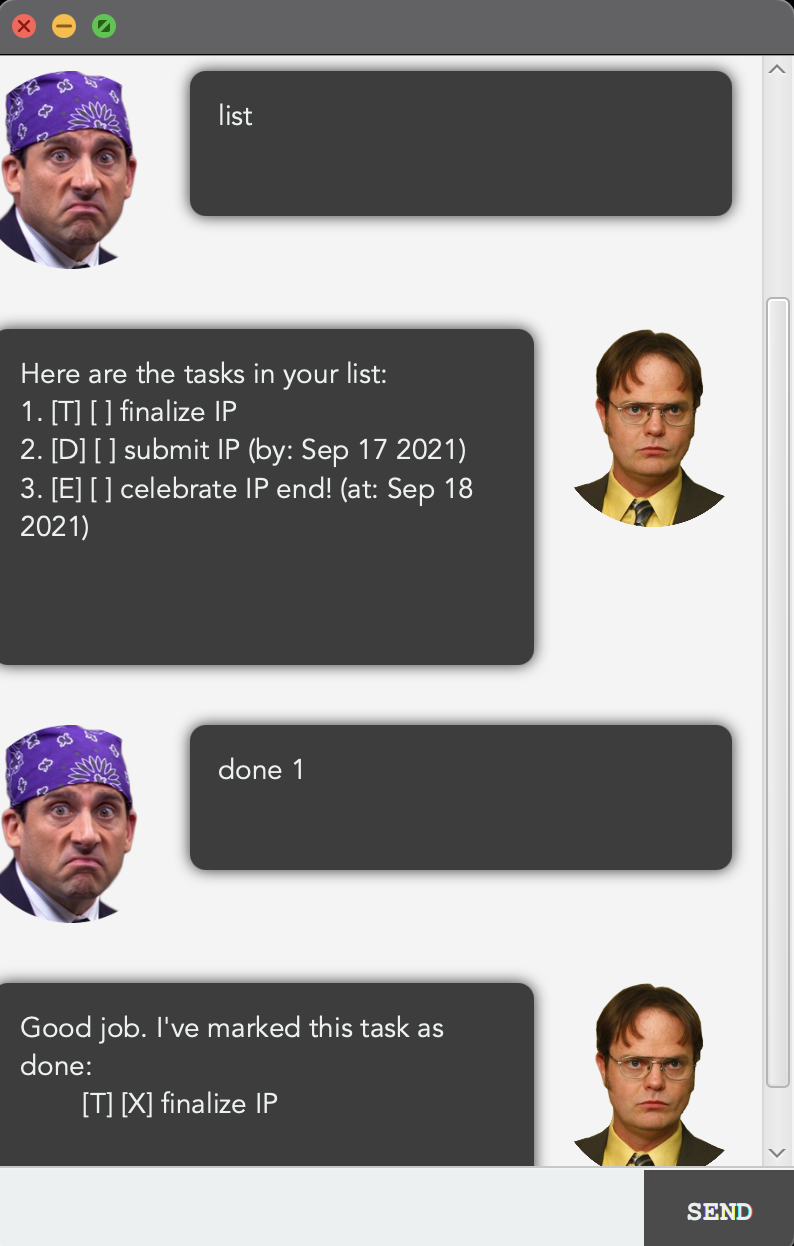 list
Here are the tasks in your list:
1. [T] [ ] finalize IP
2. [D] [ ] submit IP (by: Sep 17 2021)
3. [E] [ ] celebrate IP end! (at: Sep 18
2021)
done 1
Good job. I've marked this task as
done:
[T] [X] finalize IP
SEND